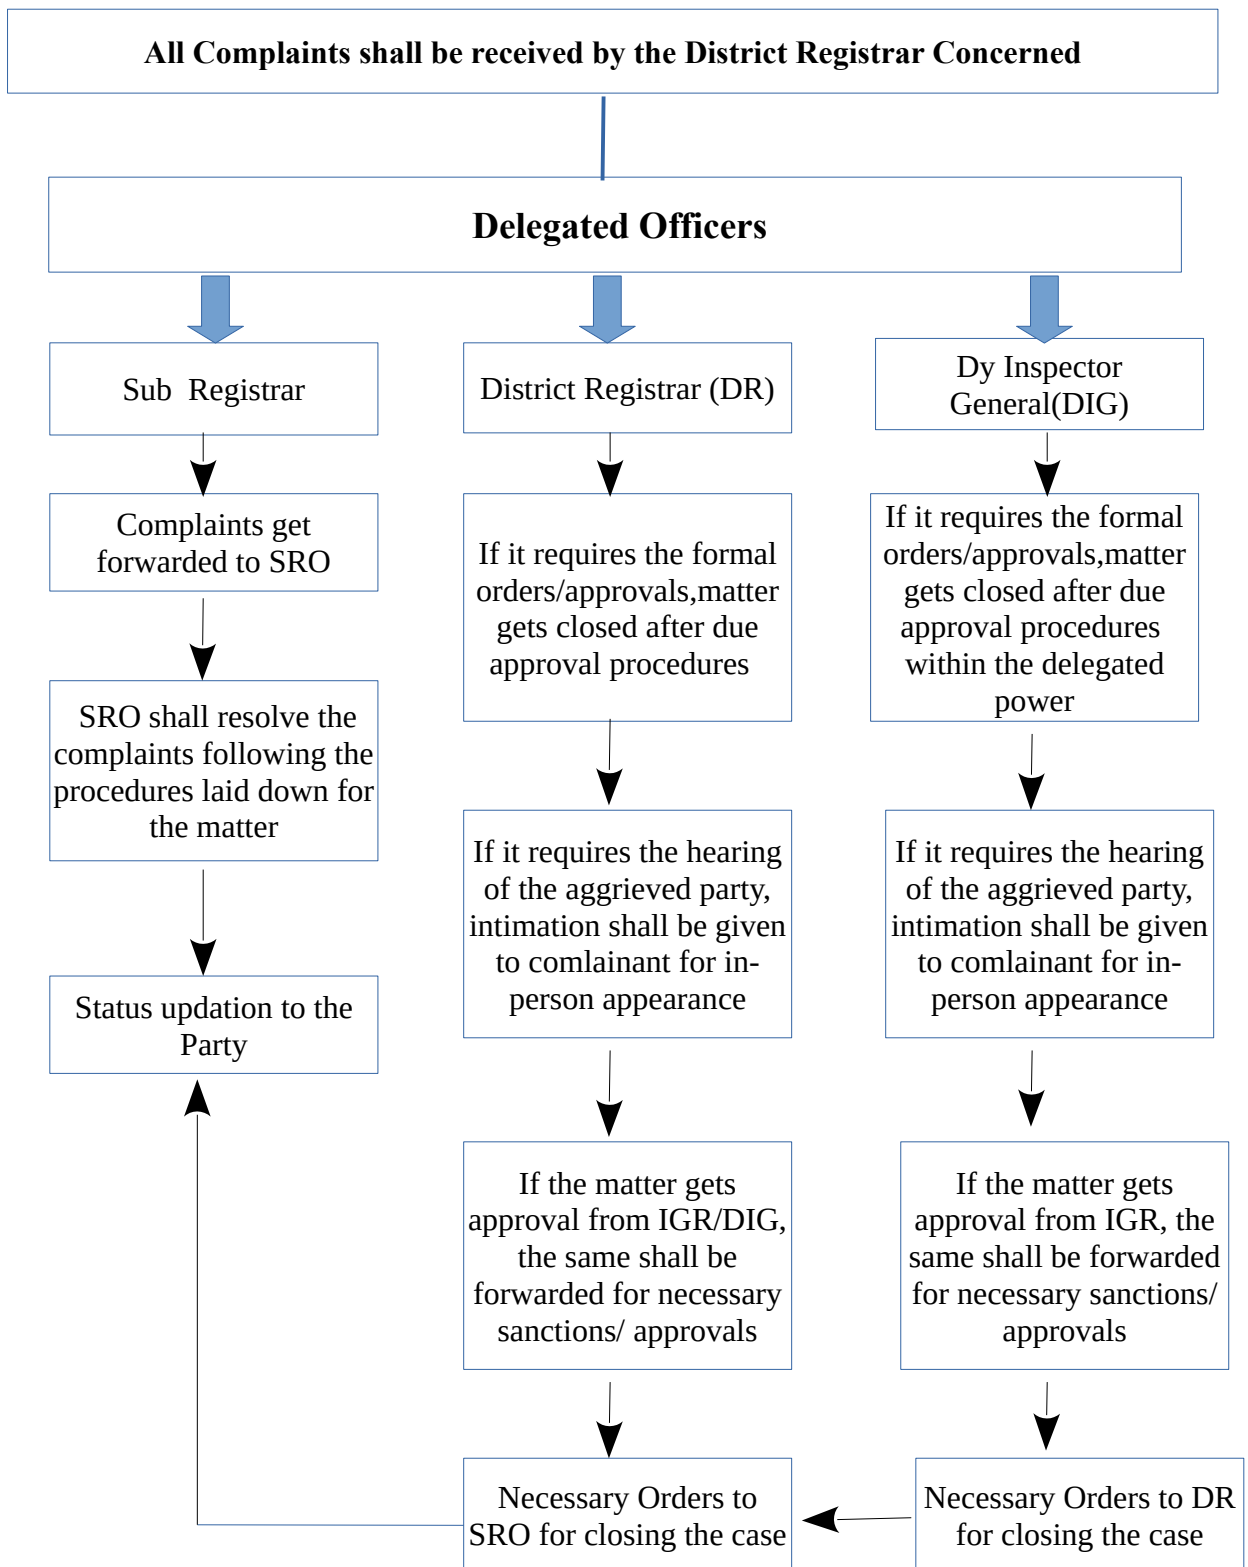 All Complaints shall be received by the District Registrar Concerned
Delegated Officers
Sub  Registrar
Complaints get
forwarded to SRO
SRO shall resolve the
complaints following the
procedures laid down for
the matter
Status updation to the
Party
District Registrar (DR)
If it requires the formal
orders/approvals,matter
gets closed after due
approval procedures
If it requires the hearing
of the aggrieved party,
intimation shall be given
to comlainant for in-
person appearance
If the matter gets
approval from IGR/DIG,
the same shall be
forwarded for necessary
sanctions/ approvals
Necessary Orders to
SRO for closing the case
Dy Inspector
General(DIG)
If it requires the formal
orders/approvals,matter
gets closed after due
approval procedures
within the delegated
power
If it requires the hearing
of the aggrieved party,
intimation shall be given
to comlainant for in-
person appearance
If the matter gets
approval from IGR, the
same shall be forwarded
for necessary sanctions/
approvals
Necessary Orders to DR
for closing the case